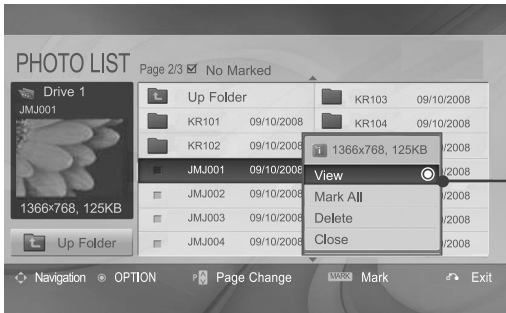 PHOTO LIST
Page 2/3 No Marked
Drive 1
JMJ001
1366×768, 125KB
Up Folder
Up Folder
KR101 09/10/2008
KR102 09/10/2008
JMJ001 09/10/2008
JMJ002 09/10/2008
JMJ003 09/10/2008
JMJ004 09/10/2008
KR103 09/10/2008
KR104 09/10/2008
/2008
/2008
/2008
/2008
/2008
1366x768, 125KB
View
Mark All
Delete
Close
Navigation OPTION P Page Change MARK Mark Exit